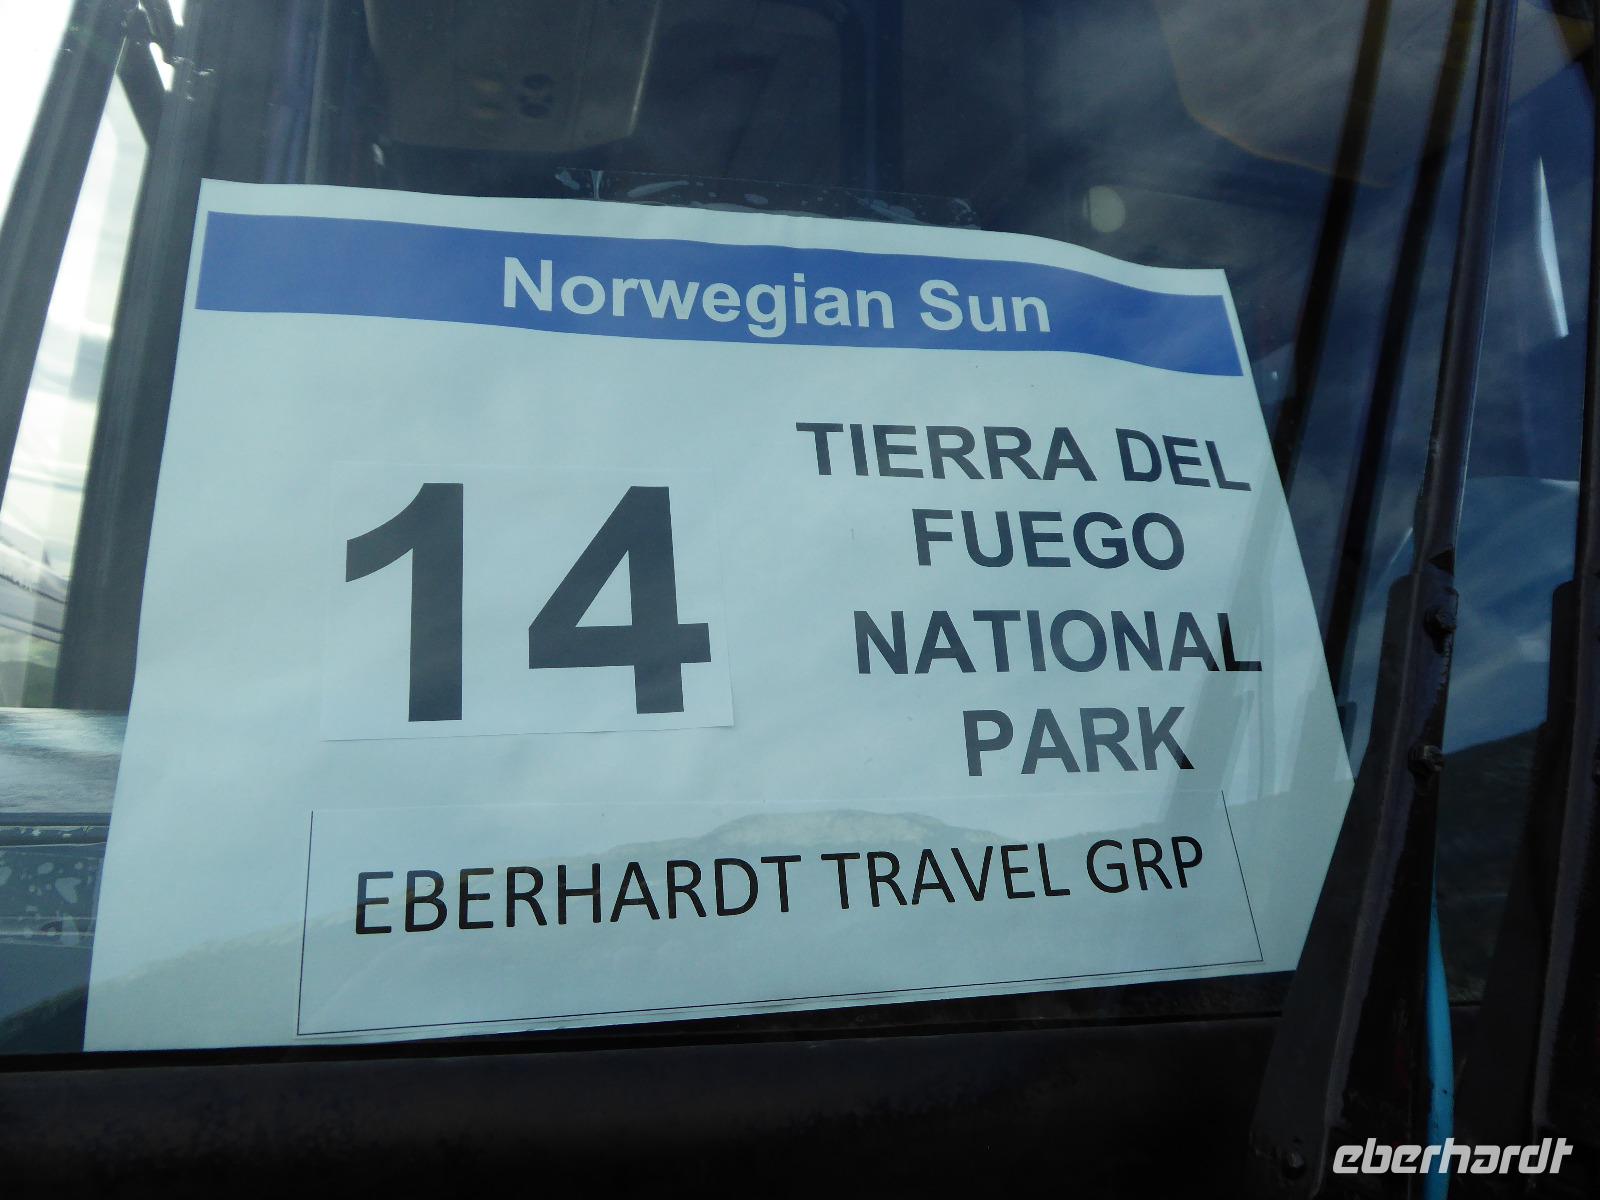 Norwegian Sun
14
TIERRA DEL
FUEGO
NATIONAL
PARK
EBERHARDT TRAVEL GRP
eberhardt